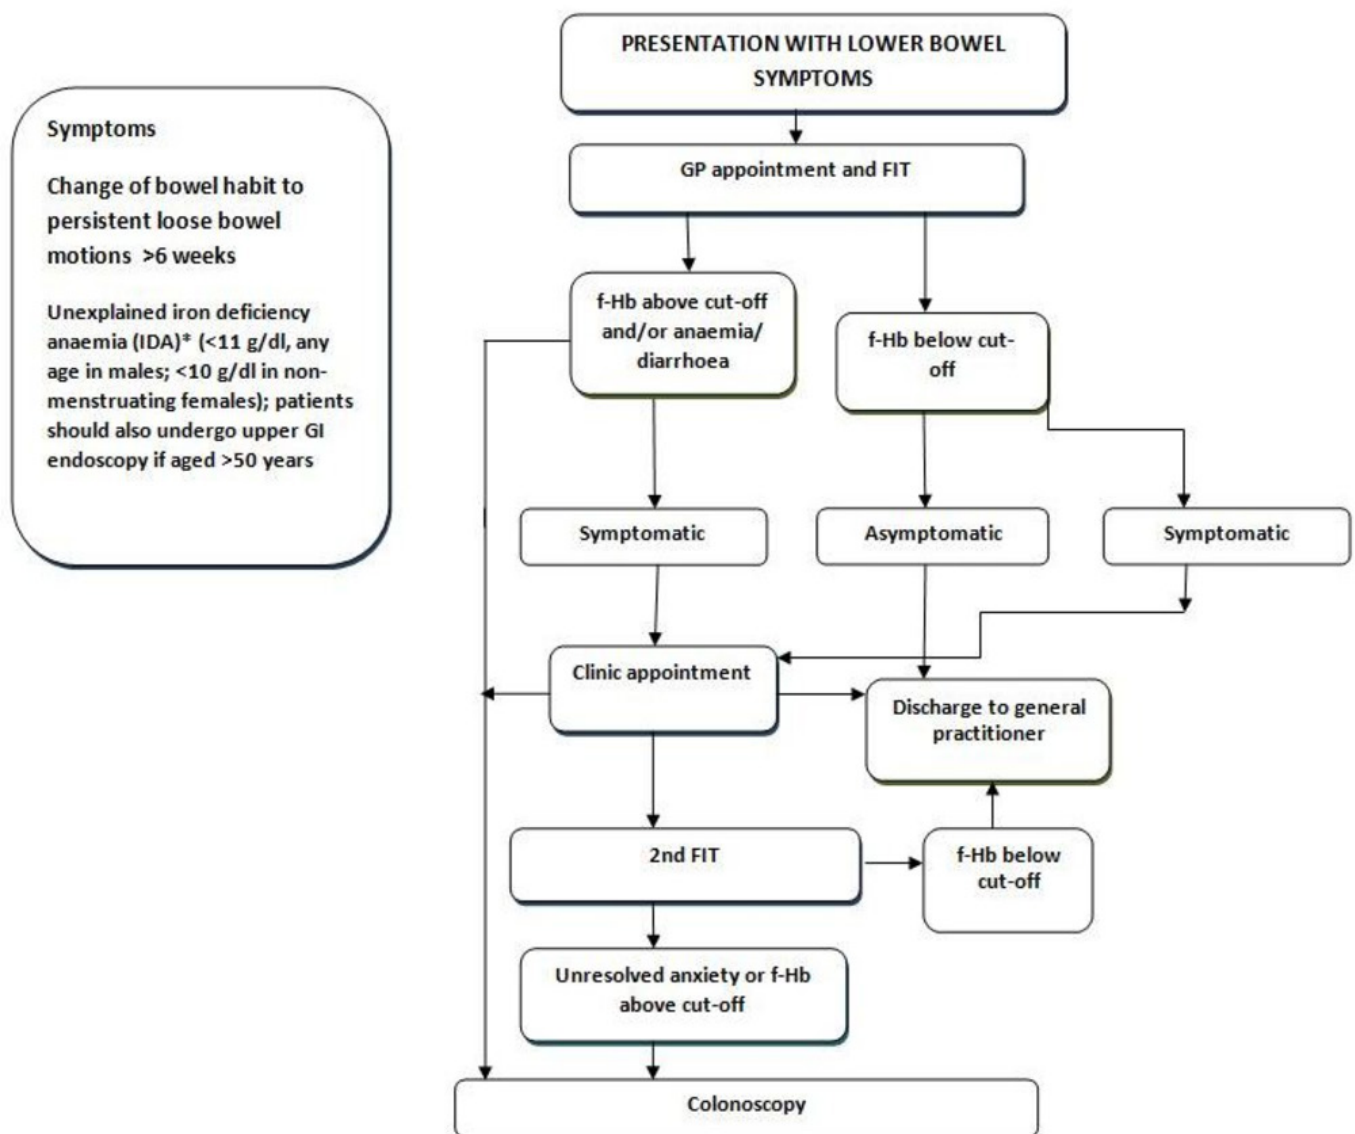 PRESENTATION WITH LOWER BOWEL
SYMPTOMS
GP appointment and FIT
Symptoms
Change of bowel habit to
persistent loose bowel
motions >6 weeks
Unexplained iron deficiency
anaemia (IDA)* (<11 g/dl, any
age in males; <10 g/dl in non-
menstruating females); patients
should also undergo upper GI
endoscopy if aged >50 years
f-Hb above cut-off
and/or anaemia/
diarrhoea
f-Hb below cut-
off
Symptomatic
Asymptomatic
Symptomatic
Clinic appointment
Discharge to general
practitioner
2nd FIT
f-Hb below
cut-off
Unresolved anxiety or f-Hb
above cut-off
Colonoscopy